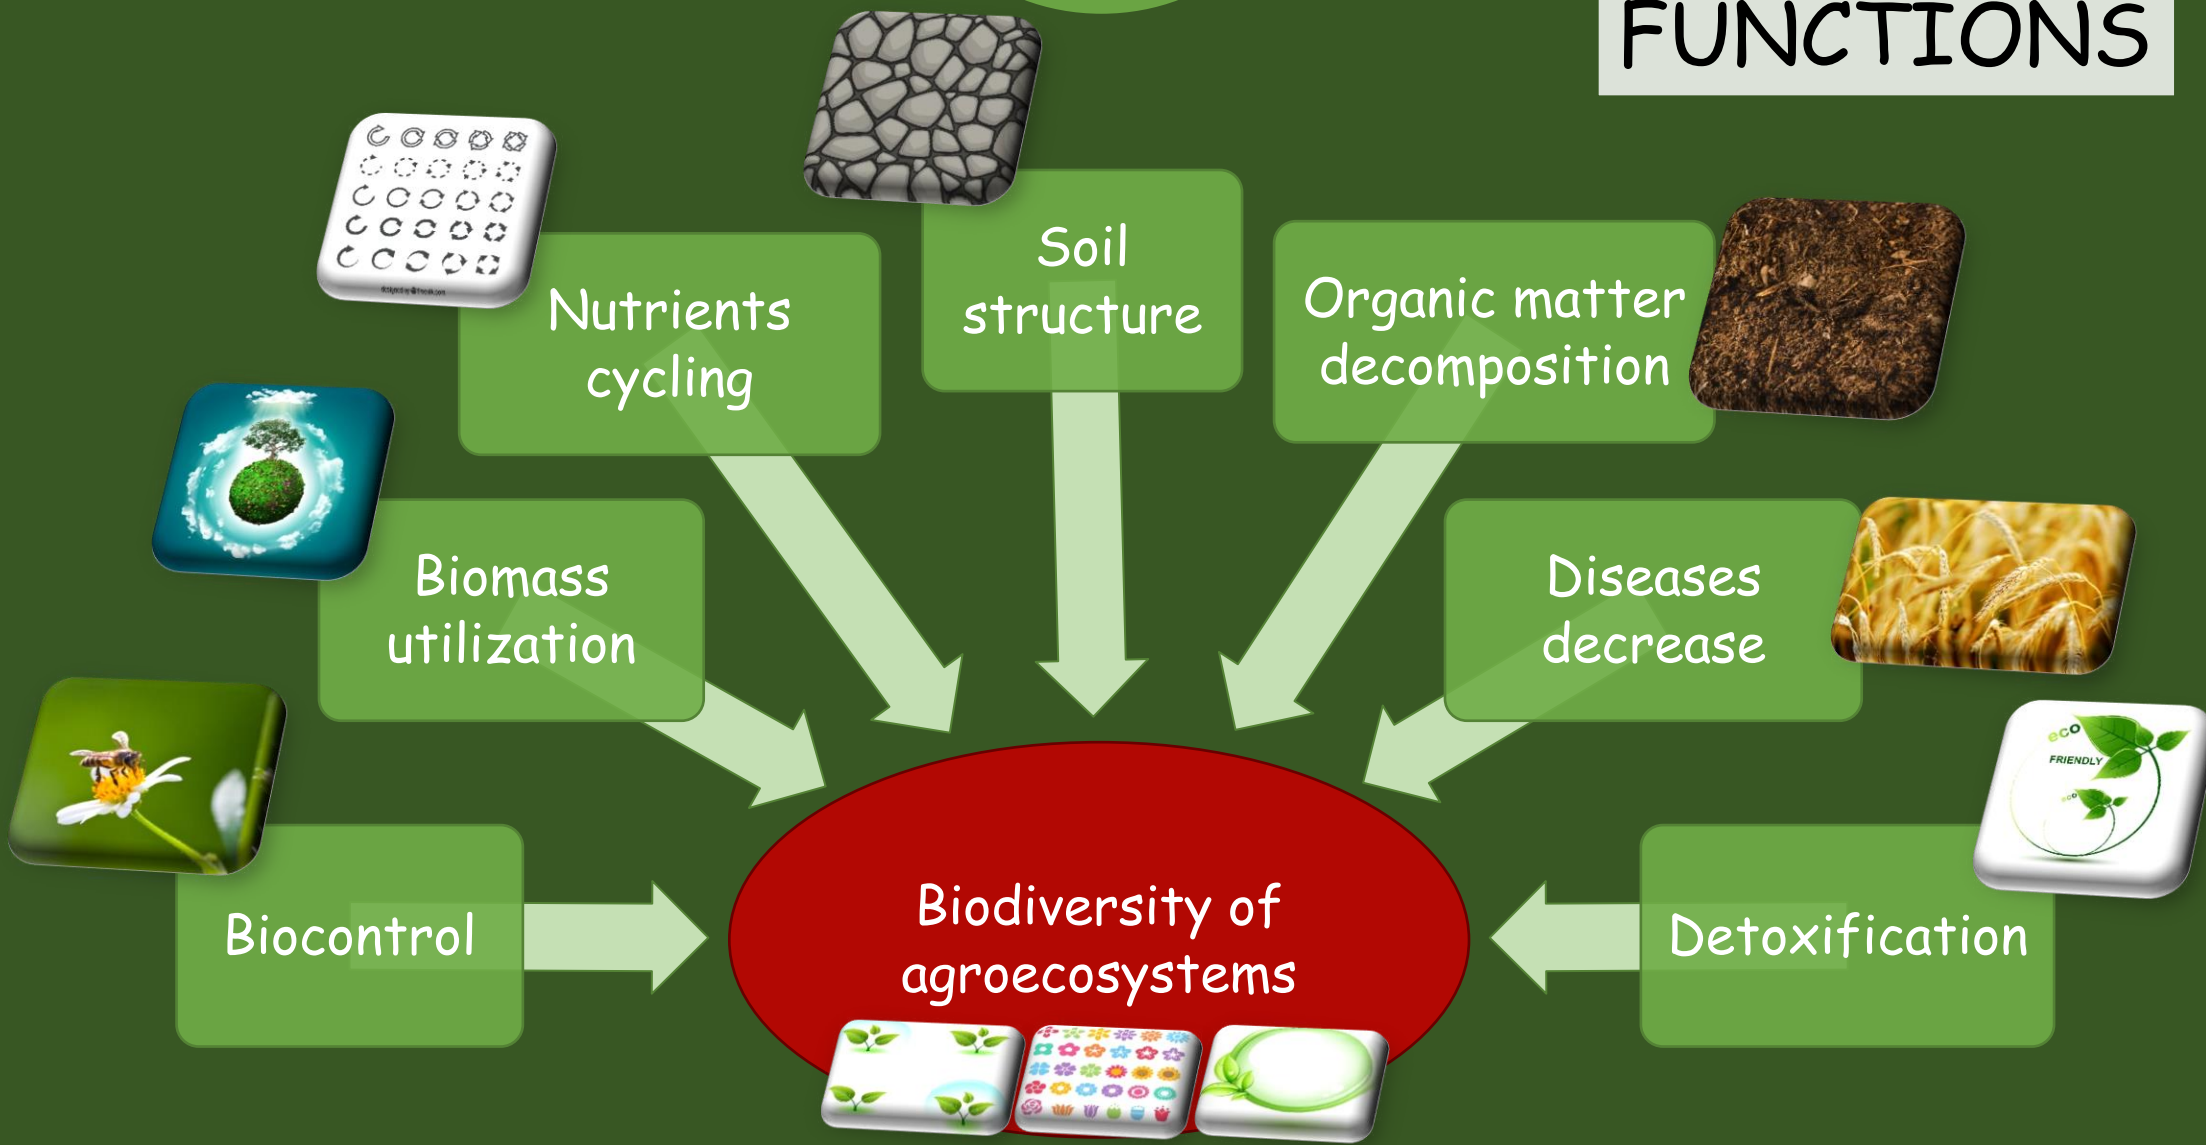 FUNCTIONS
Soil
structure
Nutrients
cycling
Organic matter
decomposition
Biomass
utilization
Diseases
decrease
eco
FRIENDLY
eco
Biocontrol
Biodiversity of
agroecosystems
Detoxification